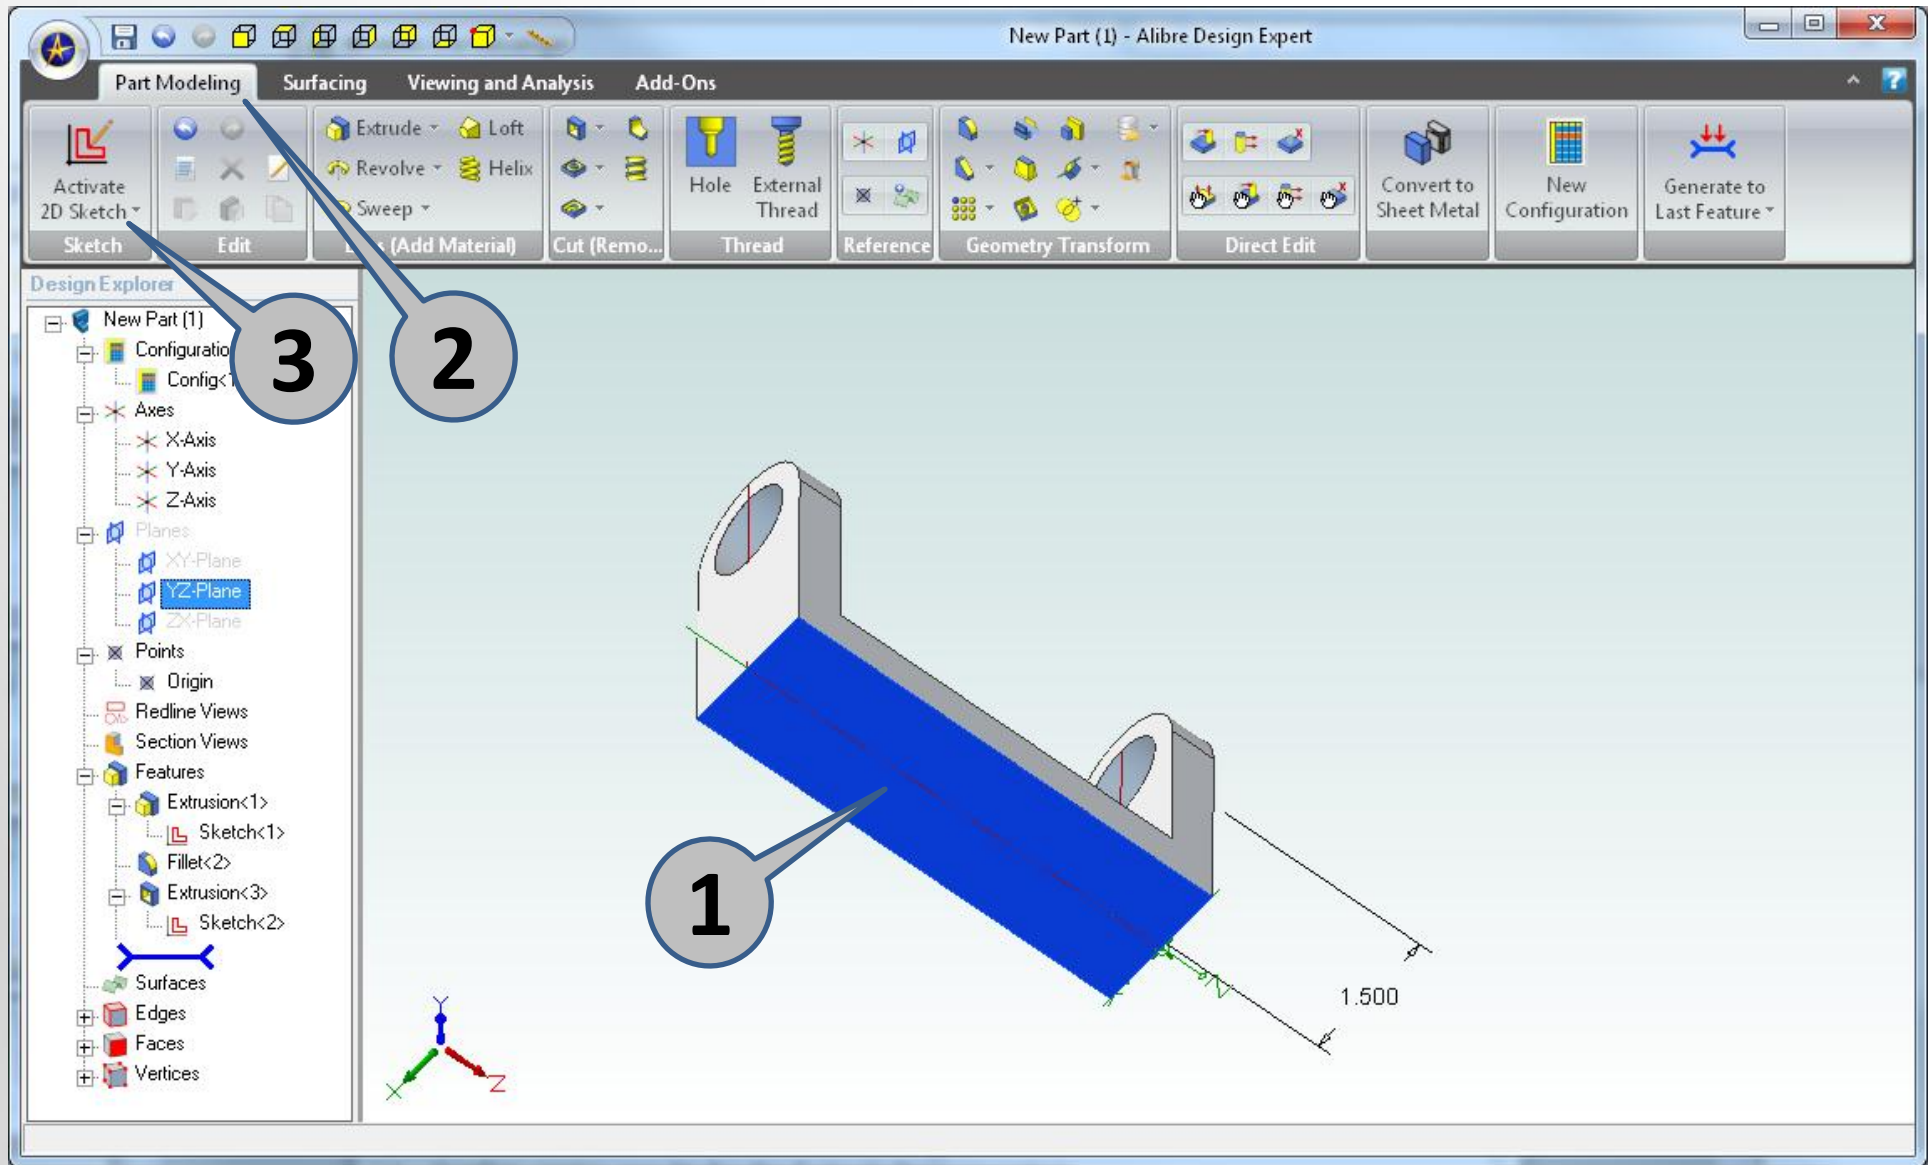 New Part (1) - Alibre Design Expert
Part Modeling Surfacing Viewing and Analysis Add-Ons
Activate
2D Sketch
Extrude Loft
Revolve Helix
Sweep
Hole
External
Thread
Convert to
Sheet Metal
New
Configuration
Generate to
Last Feature
Sketch Edit (Add Material) Cut (Remo... Thread Reference Geometry Transform Direct Edit
Design Explorer
New Part (1)
Configuratio
Config<
Axes
X-Axis
Y-Axis
Z-Axis
Planes
XY-Plane
YZ-Plane
ZX-Plane
Points
Origin
Redline Views
Section Views
Features
Extrusion<1>
Sketch<1>
Fillet<2>
Extrusion<3>
Sketch<2>
Surfaces
Edges
Faces
Vertices
3
2
1
1.500
Y
X
Z